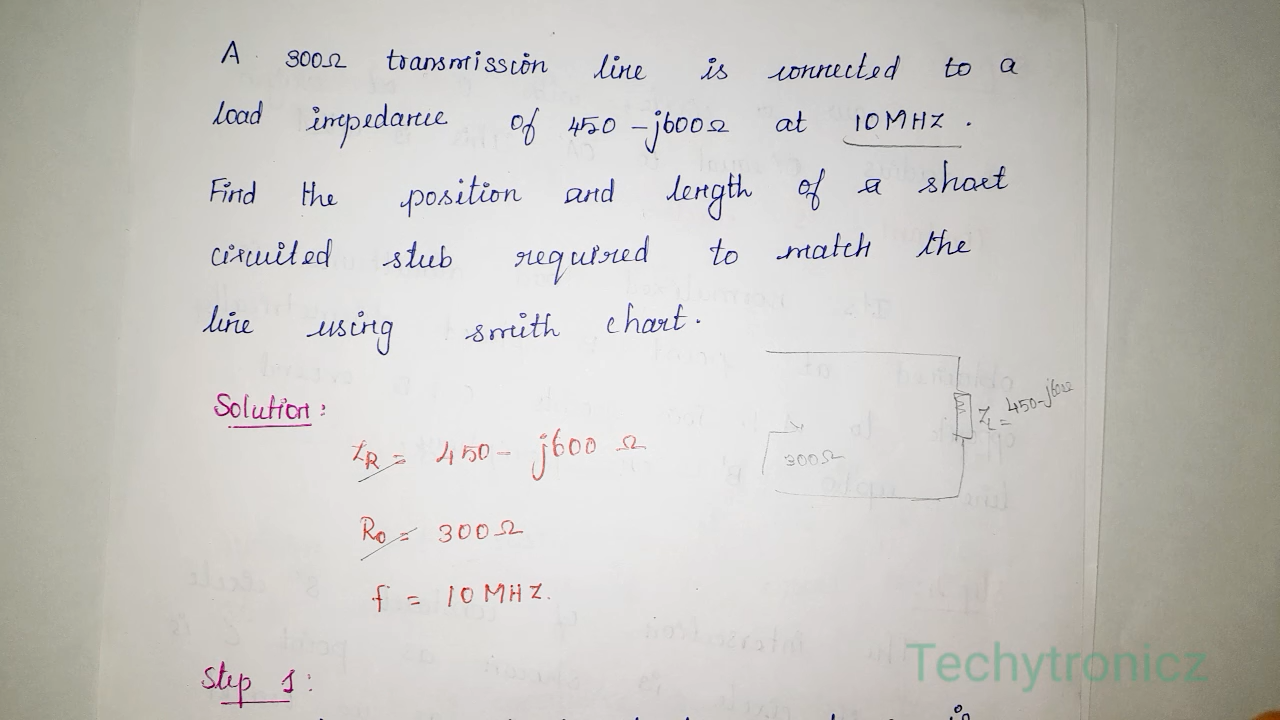 A 300Ω transmission line is connected to a
load impedance of 450 - j600Ω at 10MHZ.
Find the position and length of a short
circuited stub required to match the
line using smith chart.
Solution:
Z_R = 450 - j600 Ω
R_0 = 300Ω
f = 10MHZ.
300Ω
Z_L = 450-j600Ω
Step 1:
Techytronicz